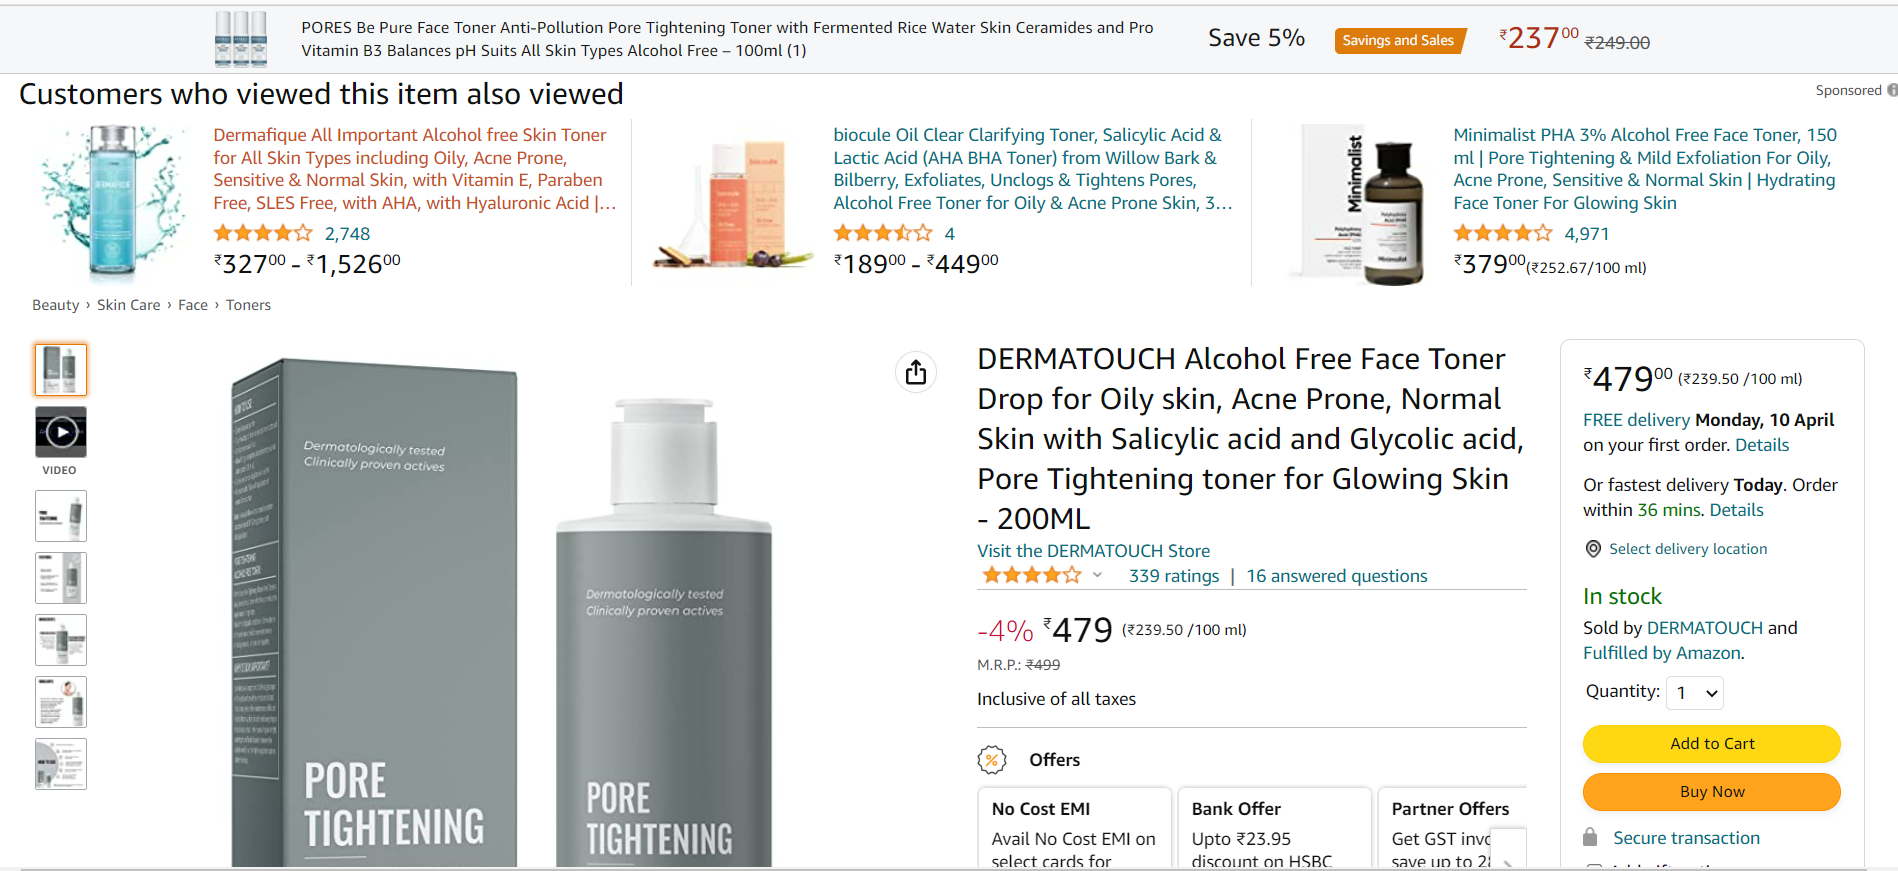 PORES Be Pure Face Toner Anti-Pollution Pore Tightening Toner with Fermented Rice Water Skin Ceramides and Pro
Vitamin B3 Balances pH Suits All Skin Types Alcohol Free – 100ml (1)
Save 5%
Savings and Sales
₹237⁰⁰ ₹249.00
Customers who viewed this item also viewed
Sponsored
Dermafique All Important Alcohol free Skin Toner
for All Skin Types including Oily, Acne Prone,
Sensitive & Normal Skin, with Vitamin E, Paraben
Free, SLES Free, with AHA, with Hyaluronic Acid |...
2,748
₹327⁰⁰ - ₹1,526⁰⁰
biocule Oil Clear Clarifying Toner, Salicylic Acid &
Lactic Acid (AHA BHA Toner) from Willow Bark &
Bilberry, Exfoliates, Unclogs & Tightens Pores,
Alcohol Free Toner for Oily & Acne Prone Skin, 3...
4
₹189⁰⁰ - ₹449⁰⁰
Minimalist
Minimalist PHA 3% Alcohol Free Face Toner, 150
ml | Pore Tightening & Mild Exfoliation For Oily,
Acne Prone, Sensitive & Normal Skin | Hydrating
Face Toner For Glowing Skin
4,971
₹379⁰⁰(₹252.67/100 ml)
Beauty › Skin Care › Face › Toners
VIDEO
Dermatologically tested
Clinically proven actives
PORE
TIGHTENING
Dermatologically tested
Clinically proven actives
PORE
TIGHTENING
DERMATOUCH Alcohol Free Face Toner
Drop for Oily skin, Acne Prone, Normal
Skin with Salicylic acid and Glycolic acid,
Pore Tightening toner for Glowing Skin
- 200ML
Visit the DERMATOUCH Store
339 ratings | 16 answered questions
-4% ₹479 (₹239.50 /100 ml)
M.R.P.: ₹499
Inclusive of all taxes
Offers
No Cost EMI
Avail No Cost EMI on
select cards for
Bank Offer
Upto ₹23.95
discount on HSBC
Partner Offers
Get GST invo
save up to 28
₹479⁰⁰ (₹239.50 /100 ml)
FREE delivery Monday, 10 April
on your first order. Details
Or fastest delivery Today. Order
within 36 mins. Details
Select delivery location
In stock
Sold by DERMATOUCH and
Fulfilled by Amazon.
Quantity: 1
Add to Cart
Buy Now
Secure transaction